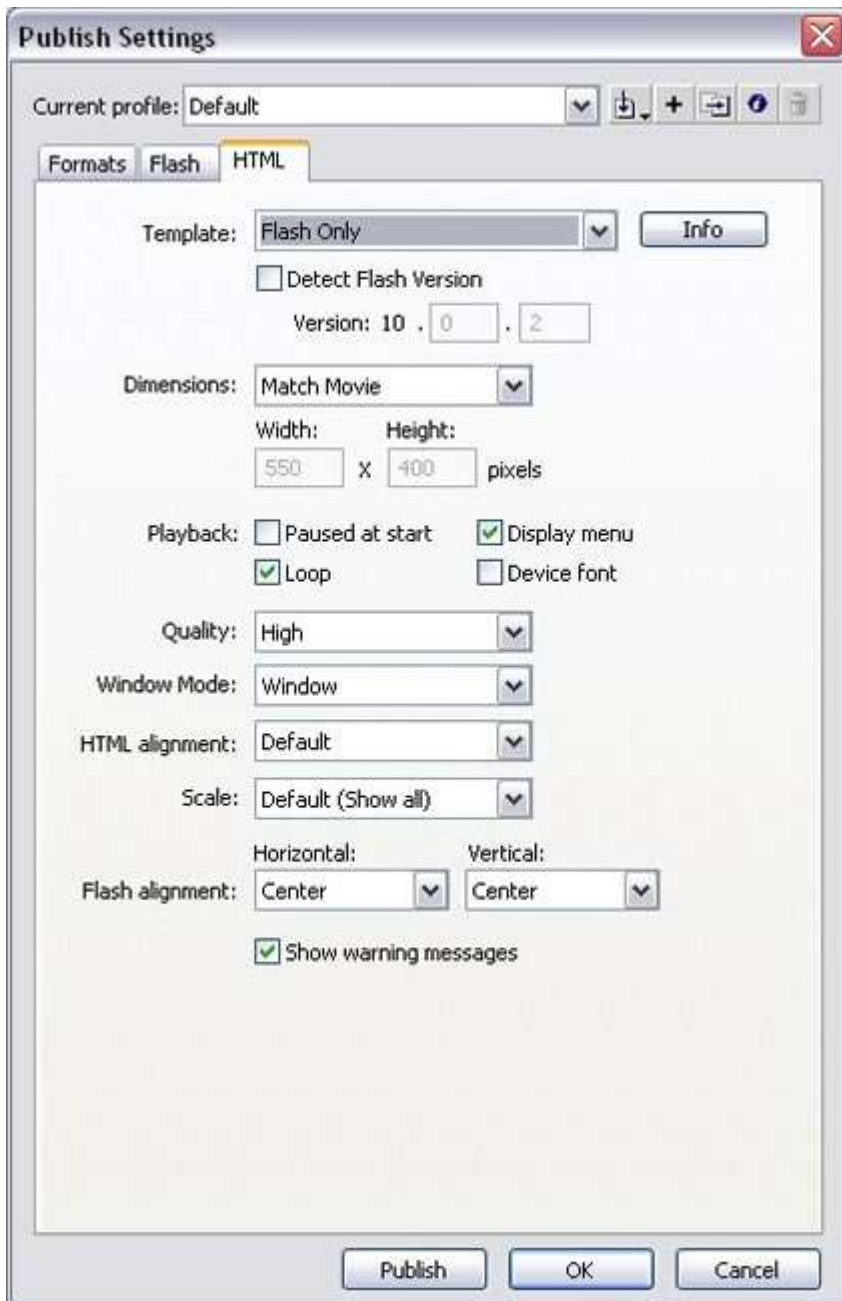 Publish Settings
Current profile: Default
Formats Flash HTML
Template: Flash Only Info
Detect Flash Version
Version: 10 . 0 . 2
Dimensions: Match Movie
Width: Height:
550 X 400 pixels
Playback: Paused at start Display menu
Loop Device font
Quality: High
Window Mode: Window
HTML alignment: Default
Scale: Default (Show all)
Horizontal: Vertical:
Flash alignment: Center Center
Show warning messages
Publish OK Cancel